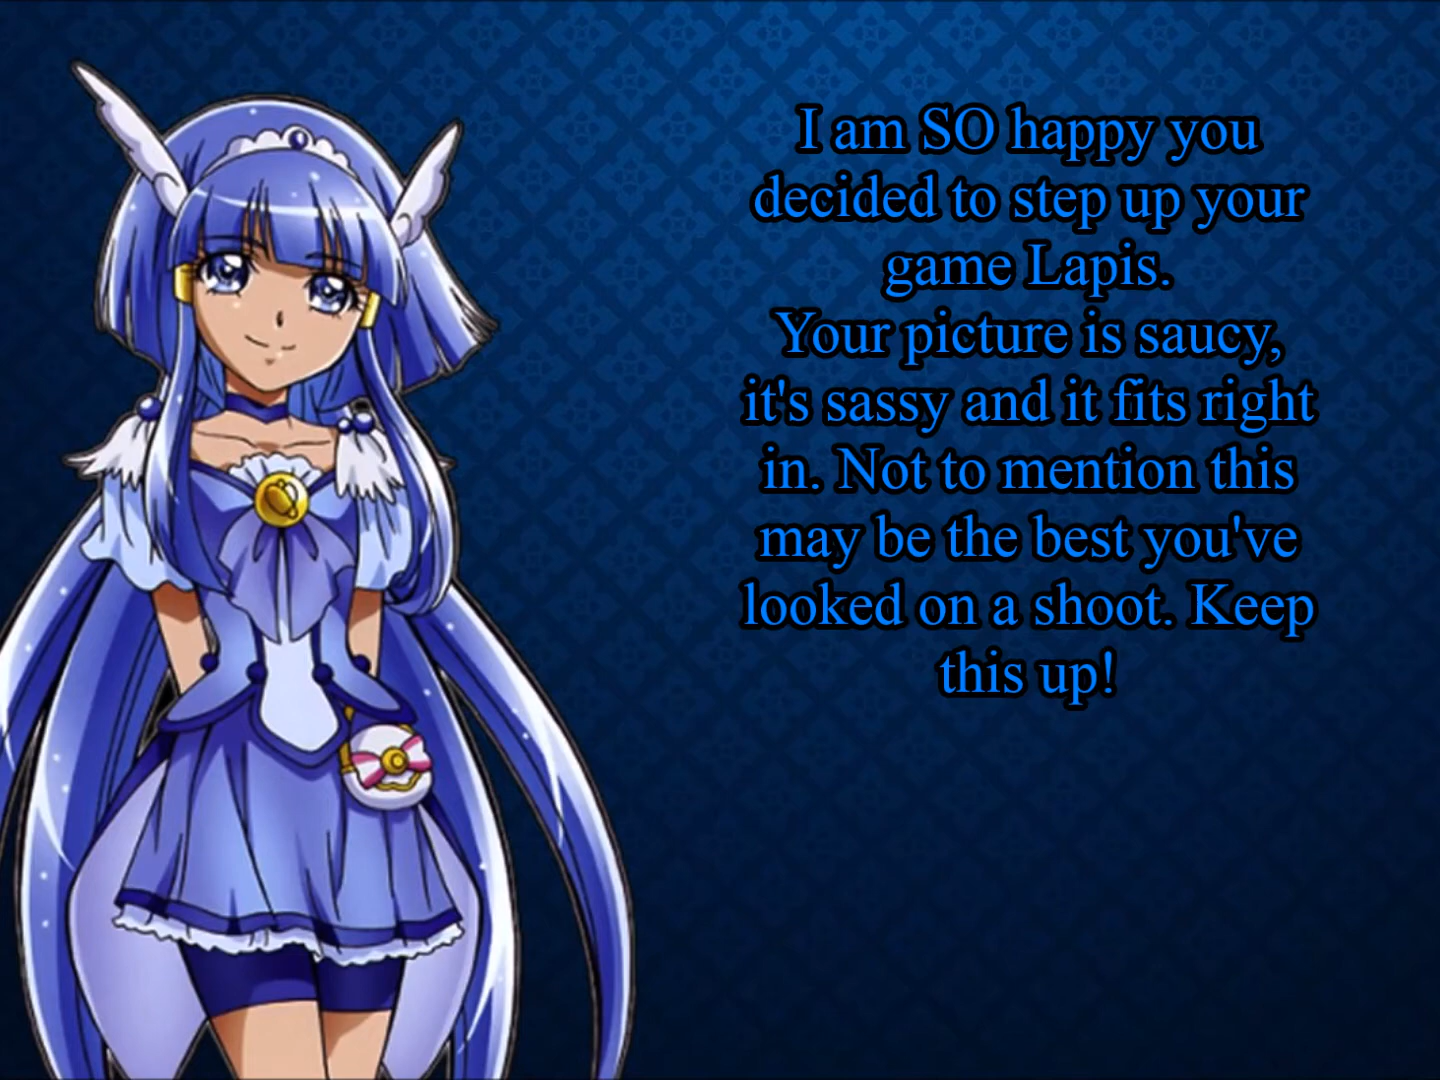 I am SO happy you
decided to step up your
game Lapis.
Your picture is saucy,
it's sassy and it fits right
in. Not to mention this
may be the best you've
looked on a shoot. Keep
this up!